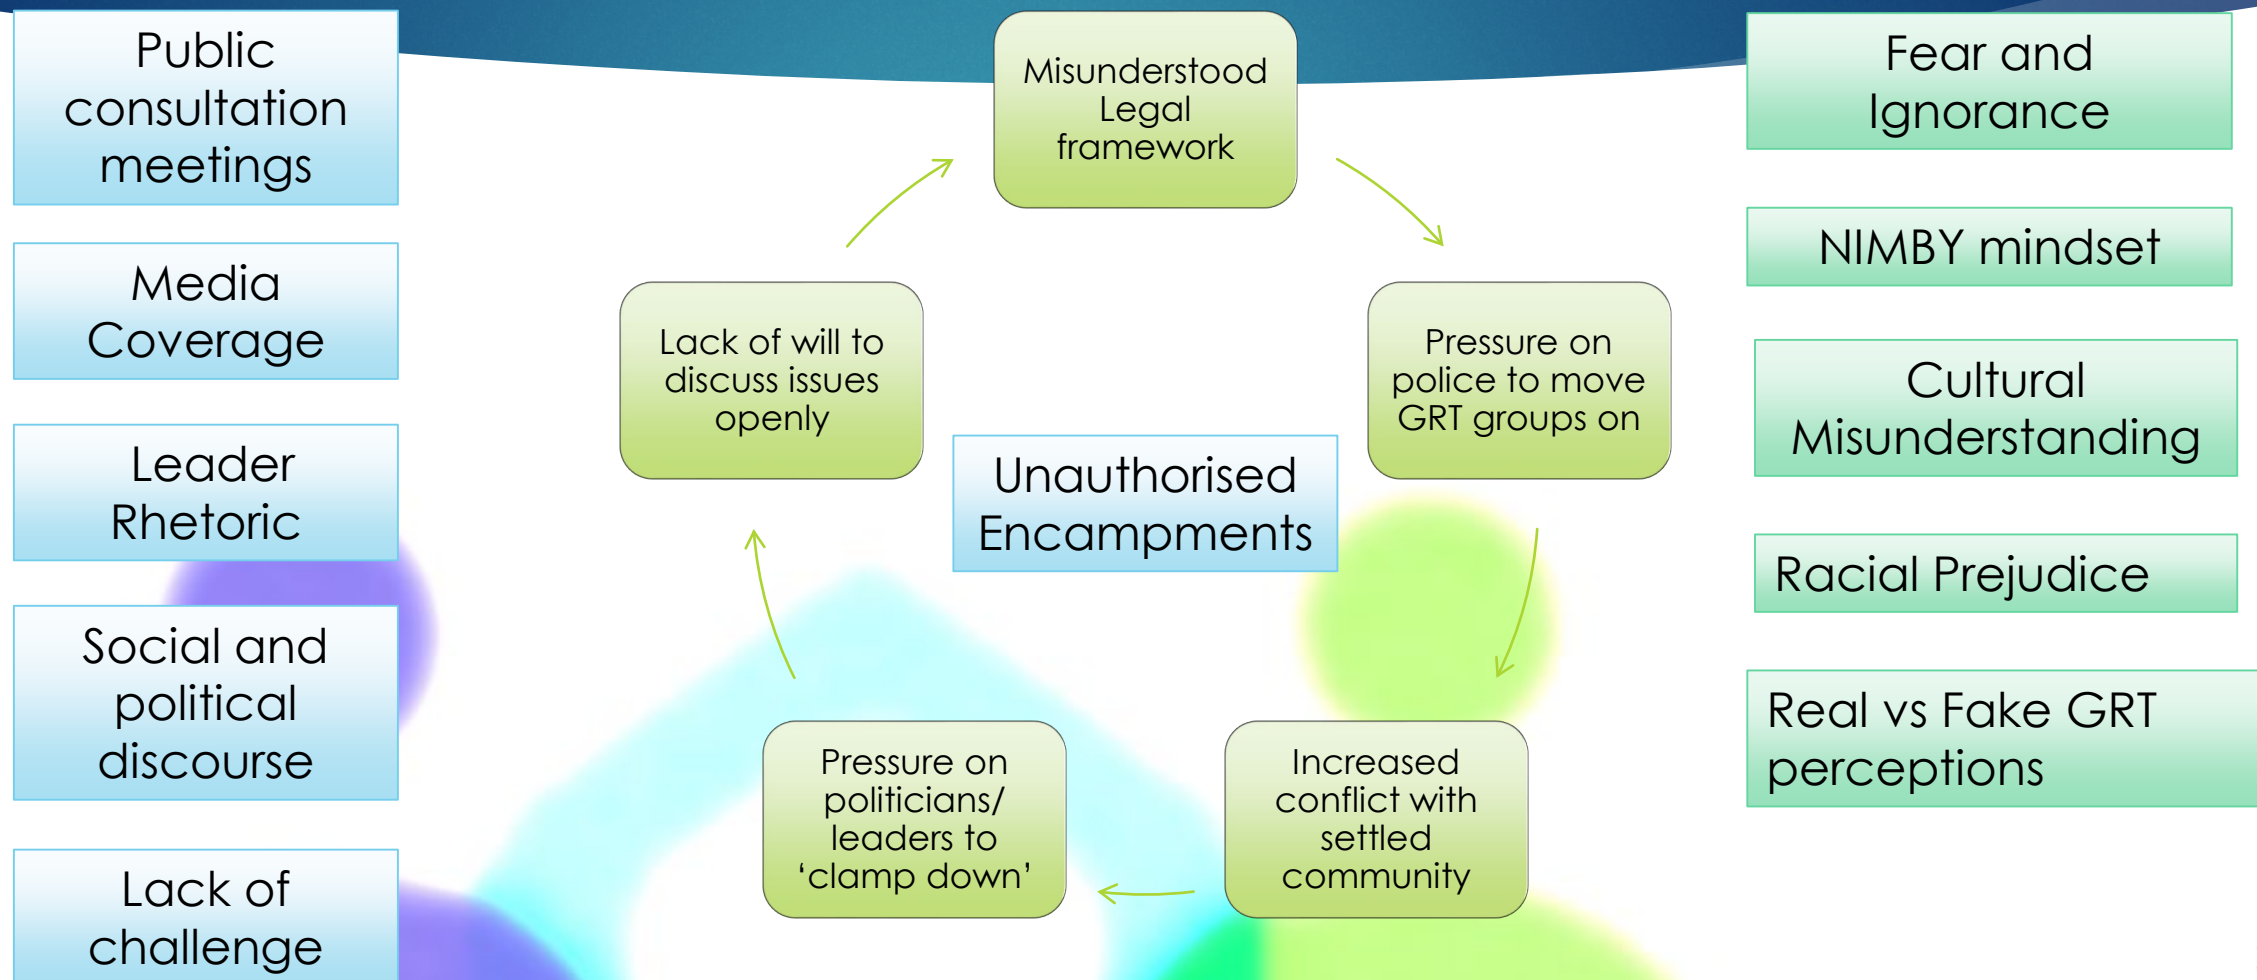 Public
consultation
meetings
Media
Coverage
Leader
Rhetoric
Social and
political
discourse
Lack of
challenge
Misunderstood
Legal
framework
Pressure on
police to move
GRT groups on
Increased
conflict with
settled
community
Pressure on
politicians/
leaders to
‘clamp down’
Lack of will to
discuss issues
openly
Unauthorised
Encampments
Fear and
Ignorance
NIMBY mindset
Cultural
Misunderstanding
Racial Prejudice
Real vs Fake GRT
perceptions